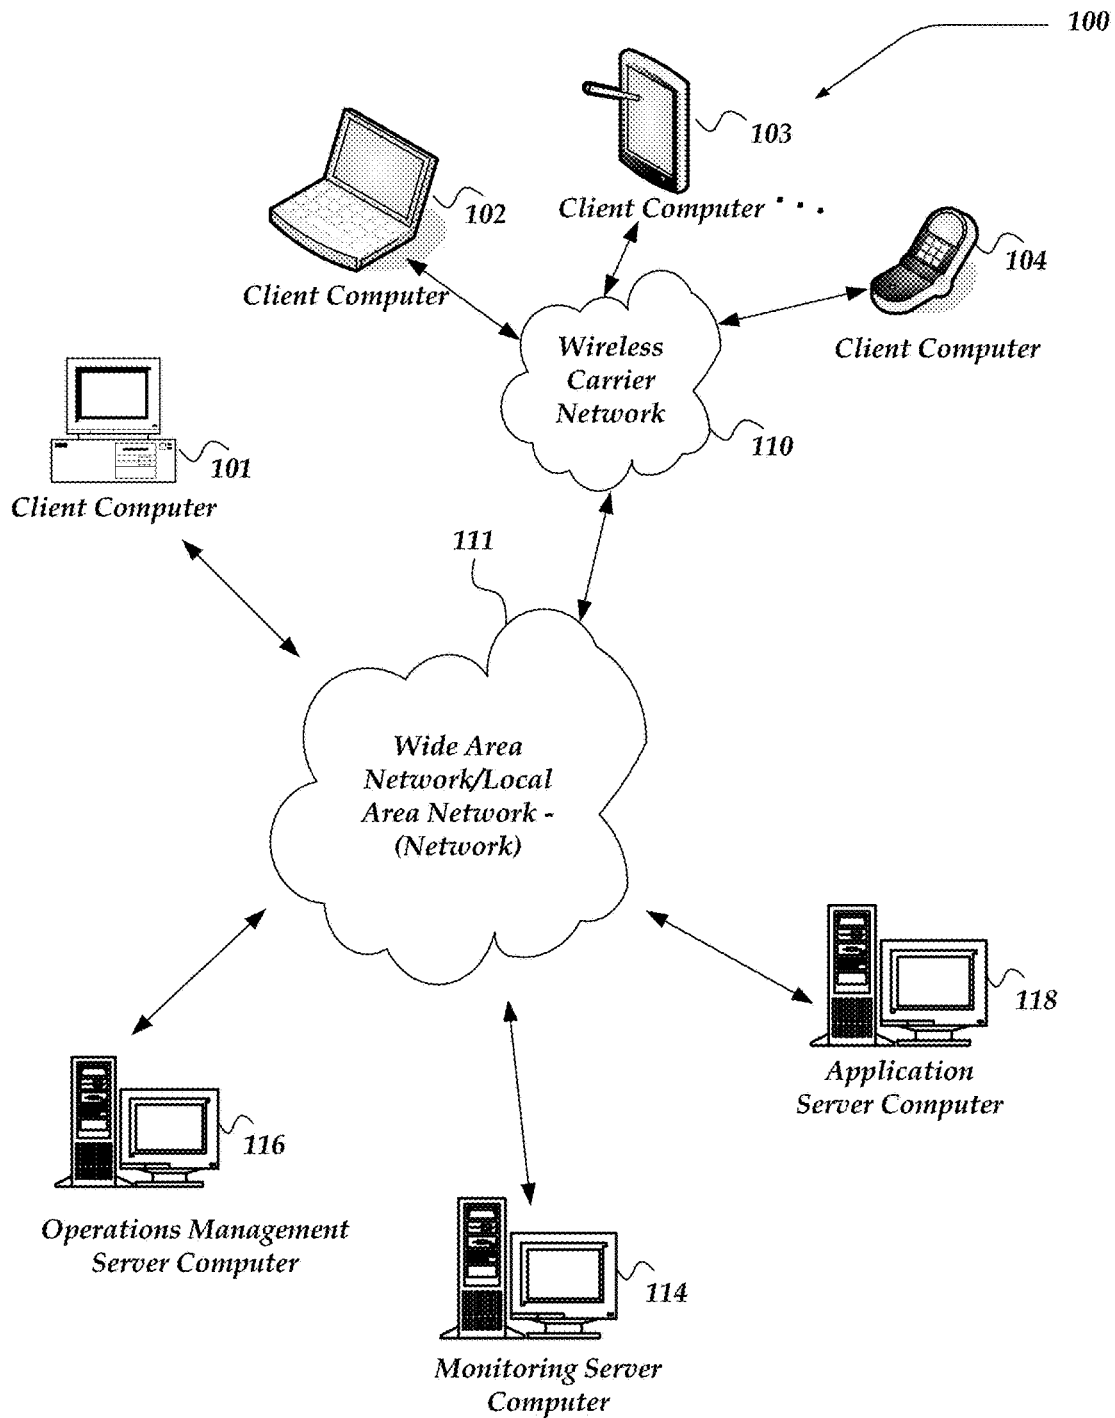 100
103
Client Computer
102
Client Computer
104
Client Computer
Wireless
Carrier
Network
110
101
Client Computer
111
Wide Area
Network/Local
Area Network -
(Network)
118
Application
Server Computer
116
Operations Management
Server Computer
114
Monitoring Server
Computer